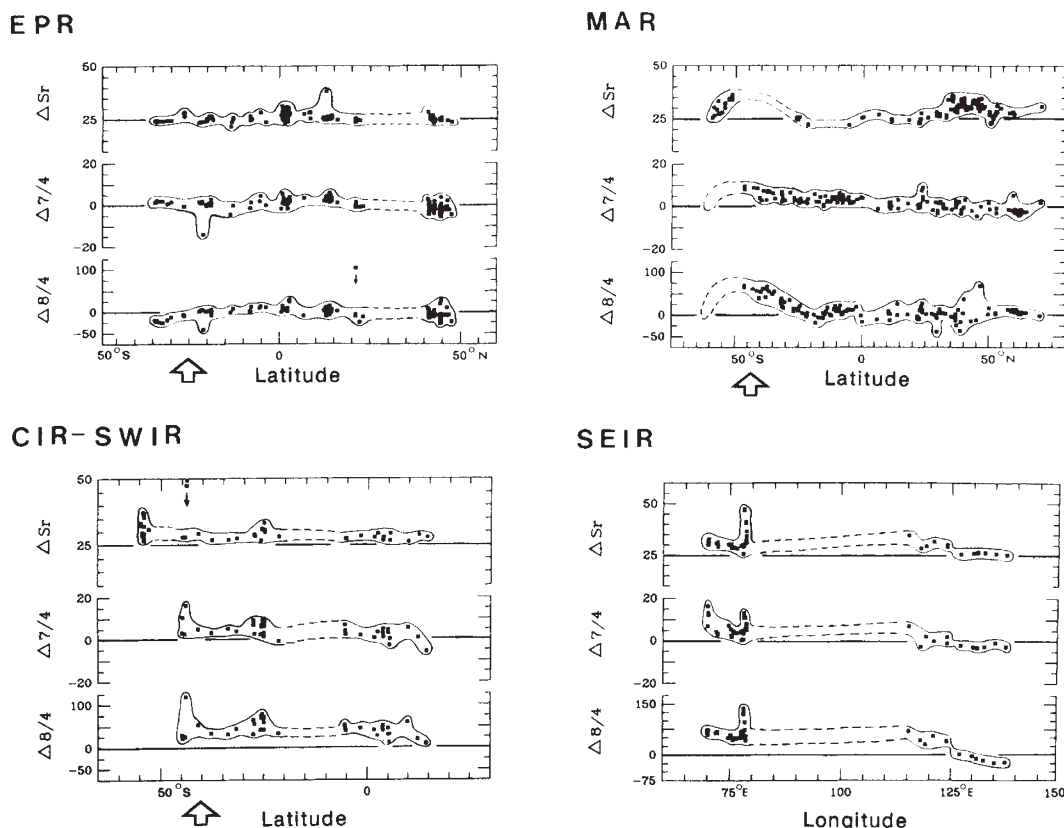 EPR
ΔSr
50
25
Δ7/4
20
0
-20
Δ8/4
100
0
-50
50°S
0
50°N
Latitude
MAR
ΔSr
50
25
Δ7/4
20
0
-20
Δ8/4
100
0
-50
50°S
0
50°N
Latitude
CIR-SWIR
ΔSr
50
25
Δ7/4
20
0
-20
Δ8/4
100
0
-50
50°S
0
Latitude
SEIR
ΔSr
50
25
Δ7/4
20
0
-20
Δ8/4
150
0
-75
75°E
100
125°E
150
Longitude